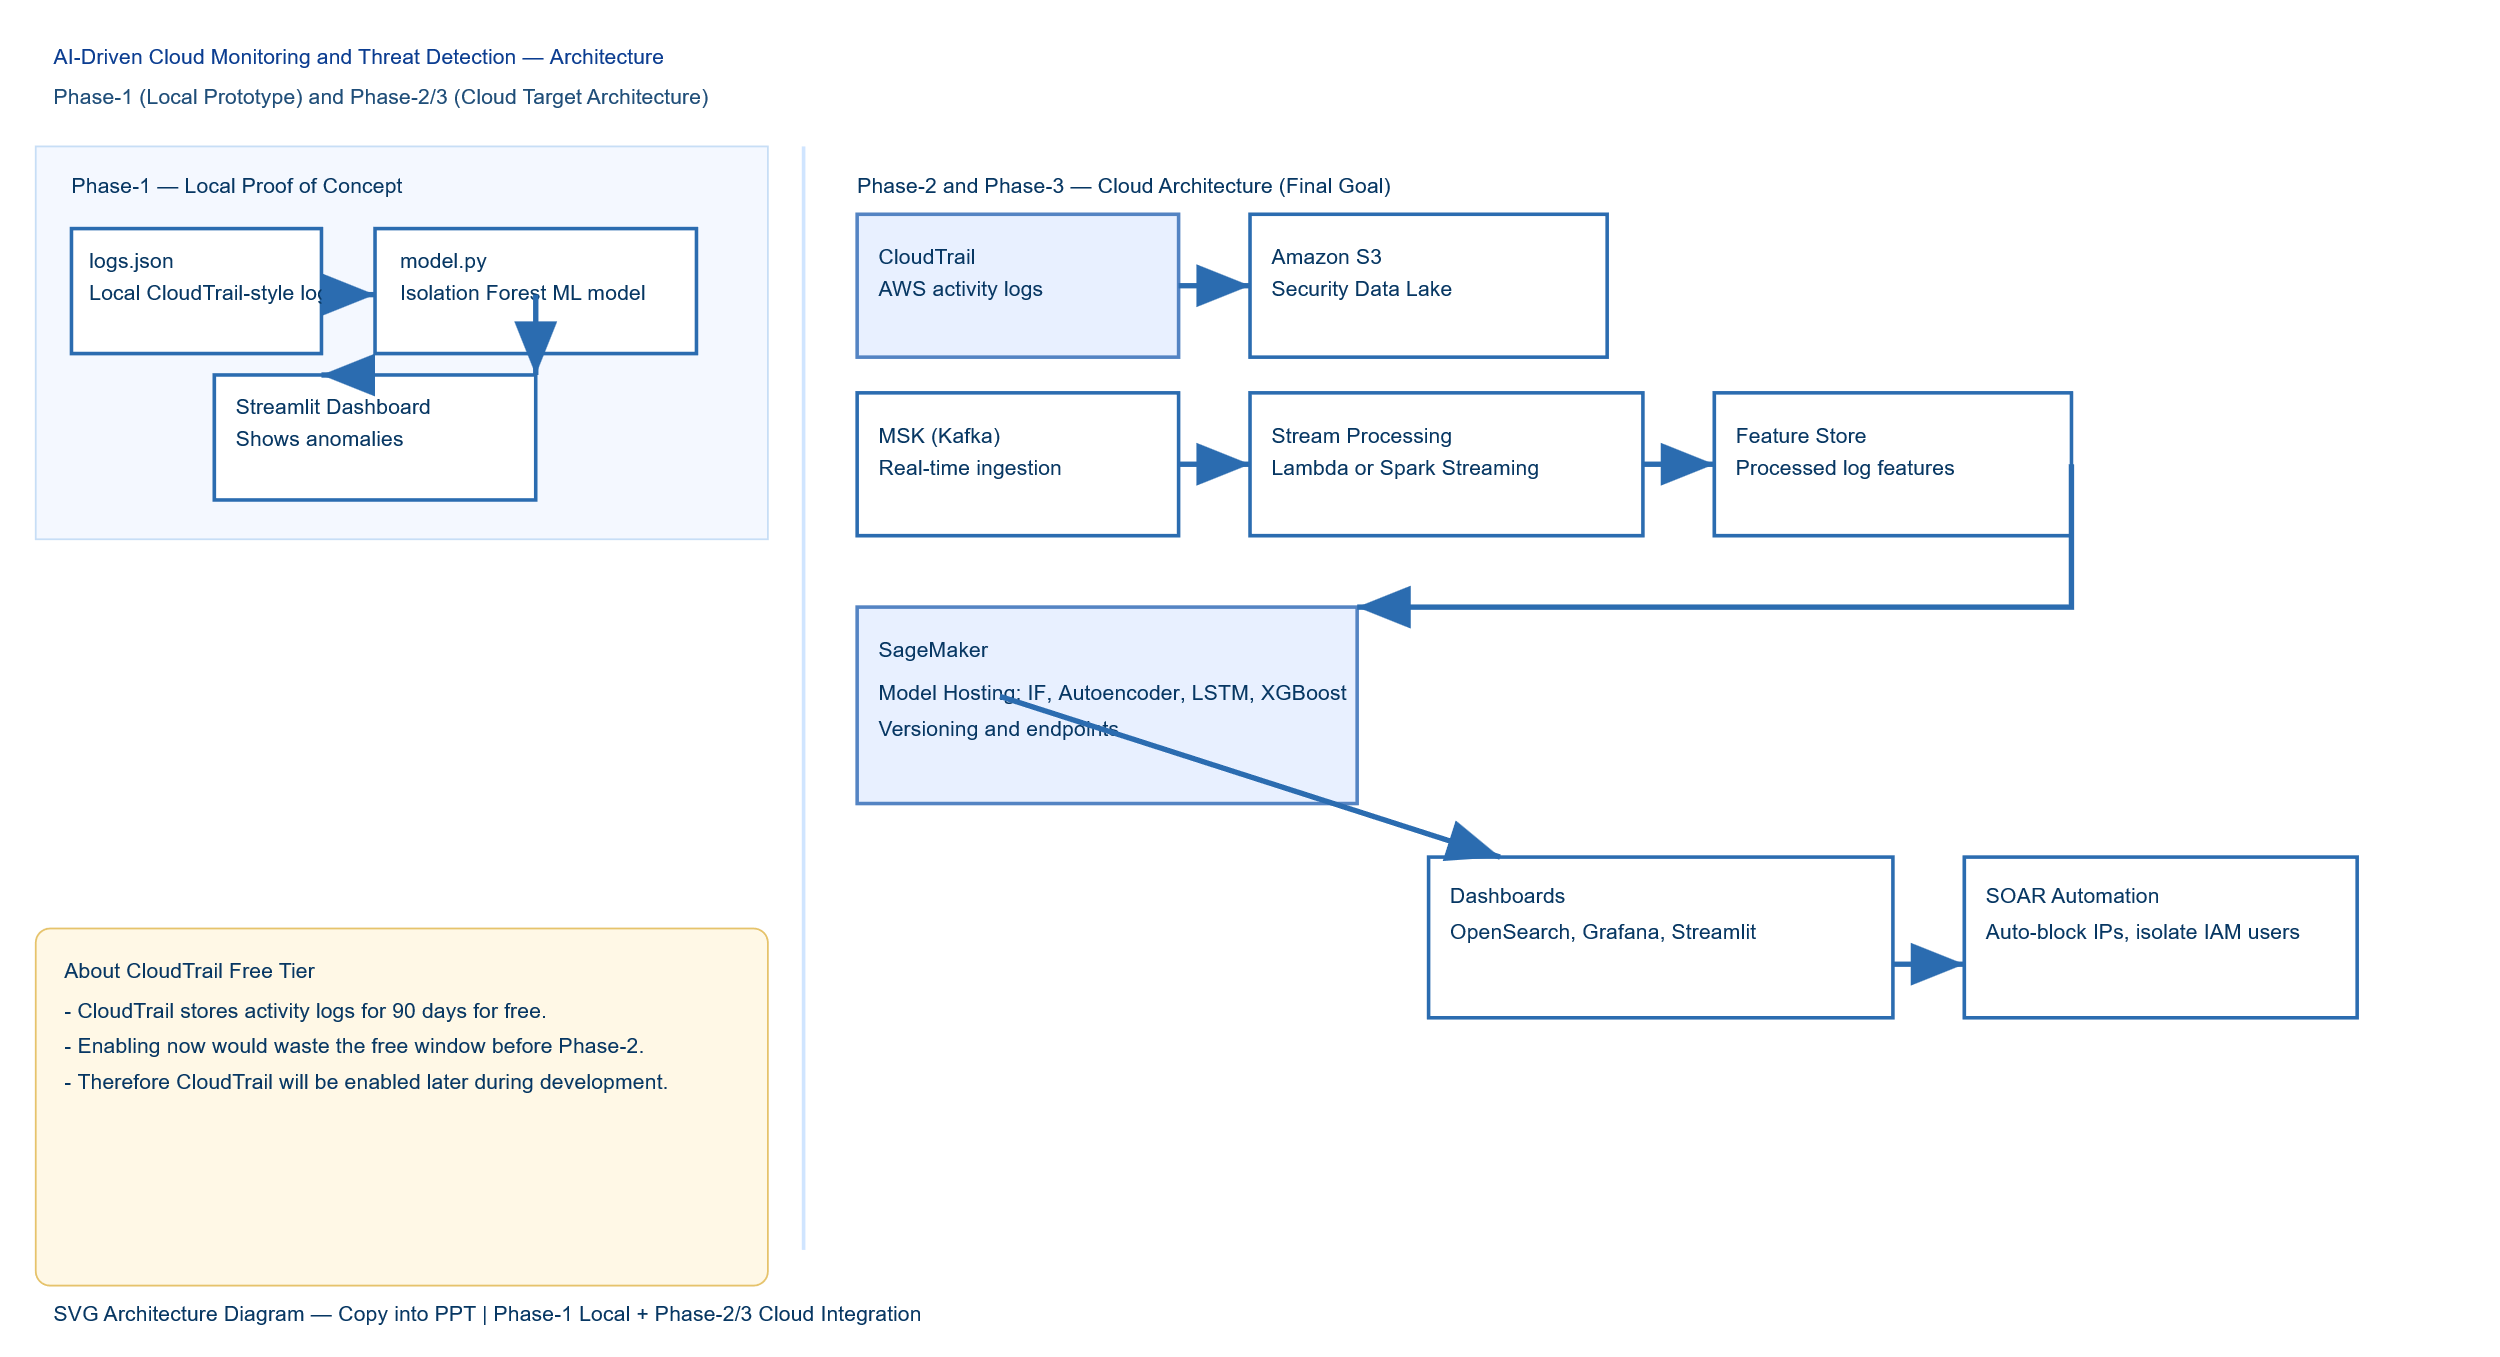 AI-Driven Cloud Monitoring and Threat Detection — Architecture
Phase-1 (Local Prototype) and Phase-2/3 (Cloud Target Architecture)
Phase-1 — Local Proof of Concept
logs.json
Local CloudTrail-style
model.py
Isolation Forest ML model
Streamlit Dashboard
Shows anomalies
Phase-2 and Phase-3 — Cloud Architecture (Final Goal)
CloudTrail
AWS activity logs
Amazon S3
Security Data Lake
MSK (Kafka)
Real-time ingestion
Stream Processing
Lambda or Spark Streaming
Feature Store
Processed log features
SageMaker
Model Hosting: IF, Autoencoder, LSTM, XGBoost
Versioning and endpoints
Dashboards
OpenSearch, Grafana, Streamlit
SOAR Automation
Auto-block IPs, isolate IAM users
About CloudTrail Free Tier
- CloudTrail stores activity logs for 90 days for free.
- Enabling now would waste the free window before Phase-2.
- Therefore CloudTrail will be enabled later during development.
SVG Architecture Diagram — Copy into PPT | Phase-1 Local + Phase-2/3 Cloud Integration